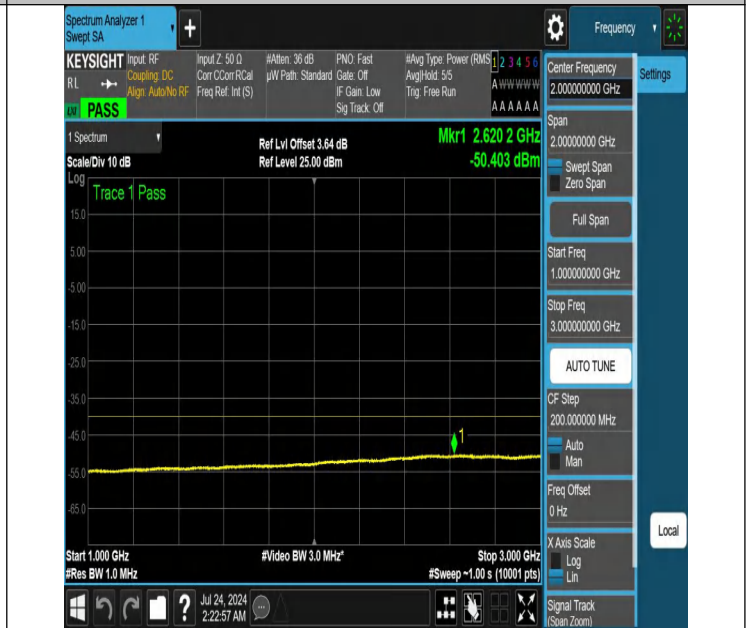 Spectrum Analyzer 1
Swept SA
+
Frequency
KEYSIGHT
RL
Input: RF
Coupling: DC
Align: Auto/No RF
Input Z: 50 Ω
Corr CCorr RCal
Freq Ref: Int (S)
#Atten: 36 dB
µW Path: Standard
PNO: Fast
Gate: Off
IF Gain: Low
Sig Track: Off
#Avg Type: Power (RMS
Avg|Hold: 5/5
Trig: Free Run
1 2 3 4 5 6
A W W W W W
A A A A A A
LXI
PASS
1 Spectrum
Scale/Div 10 dB
Ref Lvl Offset 3.64 dB
Ref Level 25.00 dBm
Mkr1 2.620 2 GHz
-50.403 dBm
Log
Trace 1 Pass
15.0
5.00
-5.00
-15.0
-25.0
-35.0
-45.0
-55.0
-65.0
1
Start 1.000 GHz
#Res BW 1.0 MHz
#Video BW 3.0 MHz*
Stop 3.000 GHz
#Sweep ~1.00 s (10001 pts)
Center Frequency
2.000000000 GHz
Settings
Span
2.00000000 GHz
Swept Span
Zero Span
Full Span
Start Freq
1.000000000 GHz
Stop Freq
3.000000000 GHz
AUTO TUNE
CF Step
200.000000 MHz
Auto
Man
Freq Offset
0 Hz
X Axis Scale
Log
Lin
Local
Signal Track
(Span Zoom)
?
Jul 24, 2024
2:22:57 AM